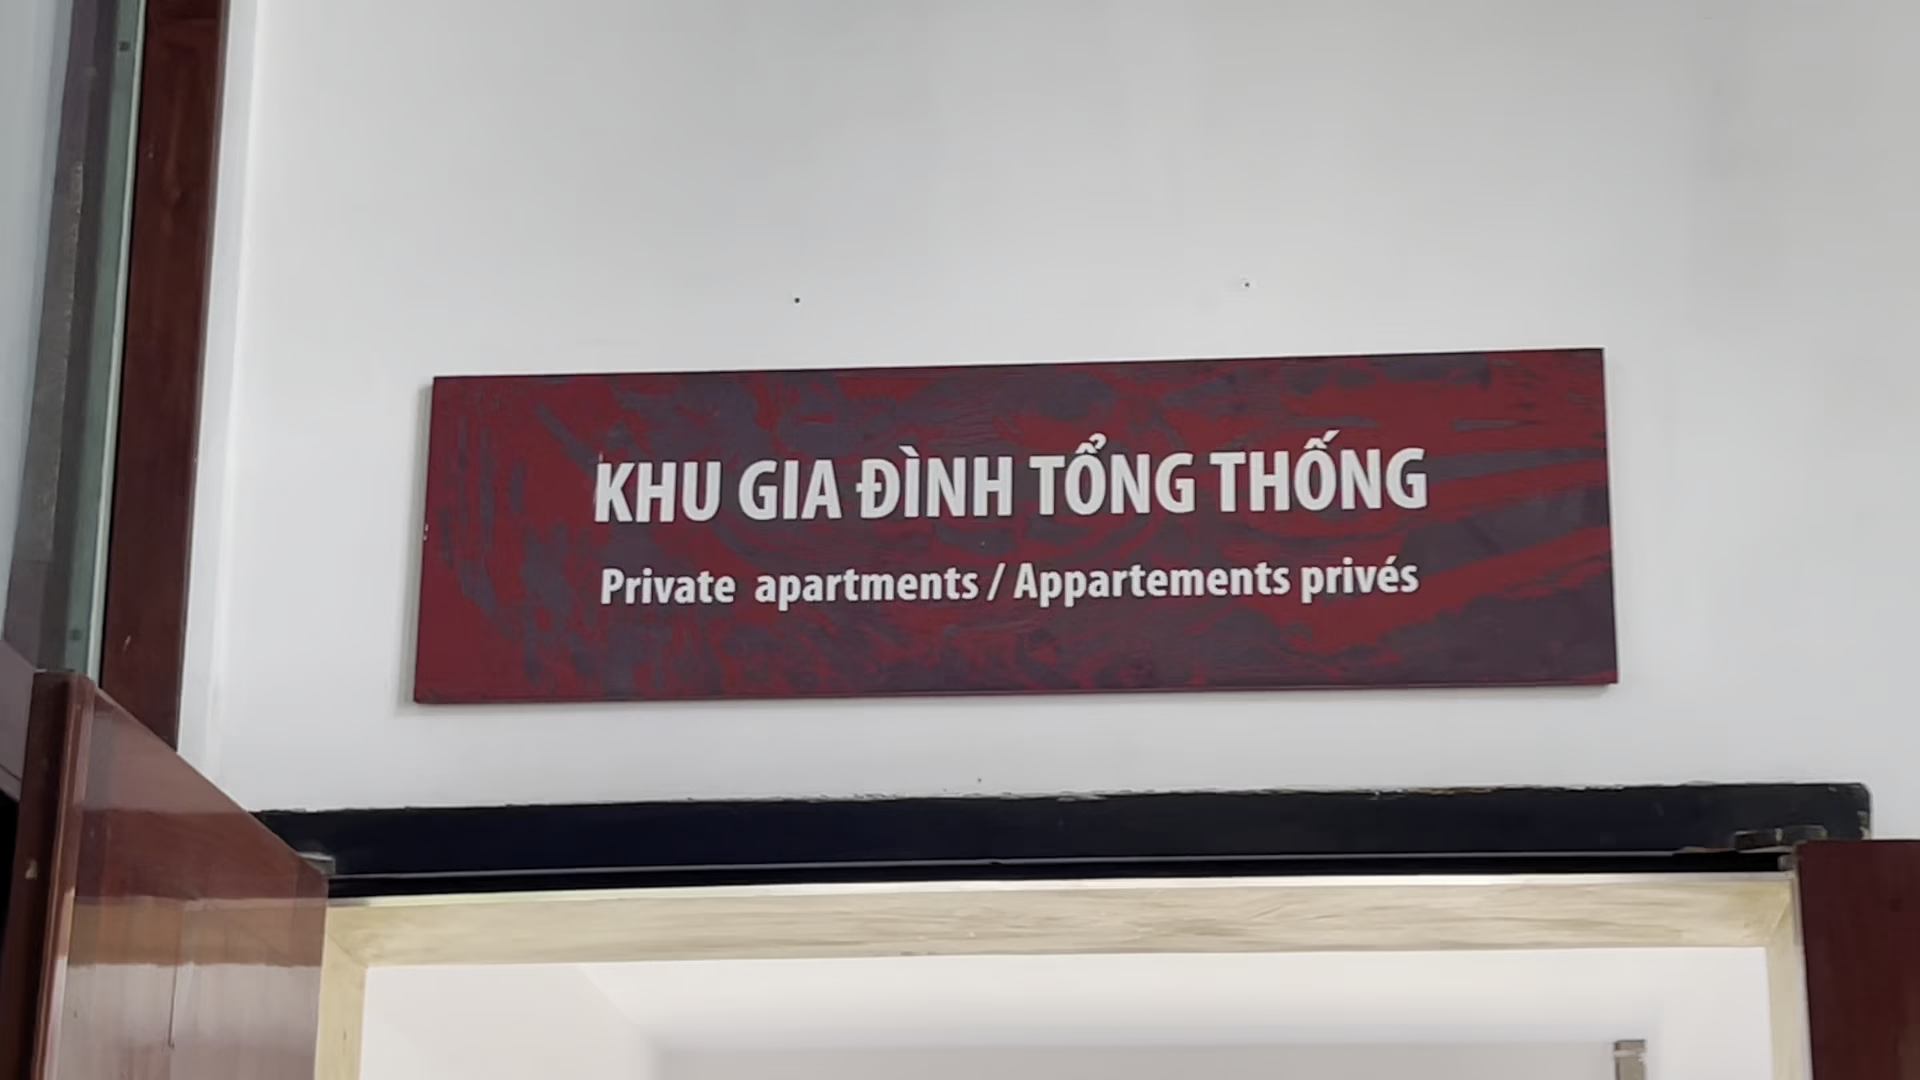 KHU GIA ĐÌNH TỔNG THỐNG
Private apartments / Appartements privés